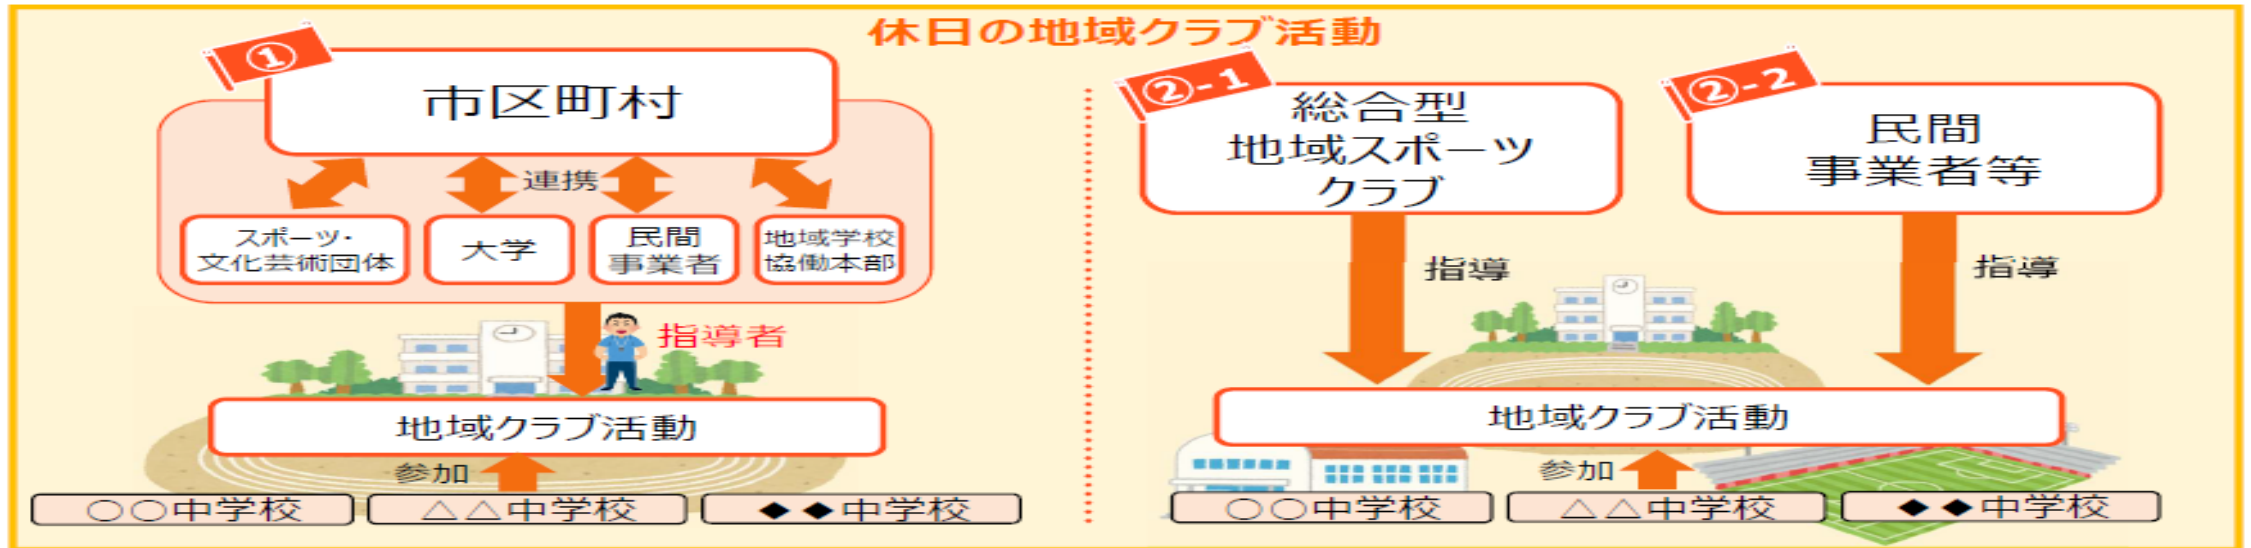 休日の地域クラブ活動
①
市区町村
連携
スポーツ・
文化芸術団体
大学
民間
事業者
地域学校
協働本部
指導者
地域クラブ活動
参加
○○中学校
△△中学校
◆◆中学校
②-1
総合型
地域スポーツ
クラブ
②-2
民間
事業者等
指導
指導
地域クラブ活動
参加
○○中学校
△△中学校
◆◆中学校